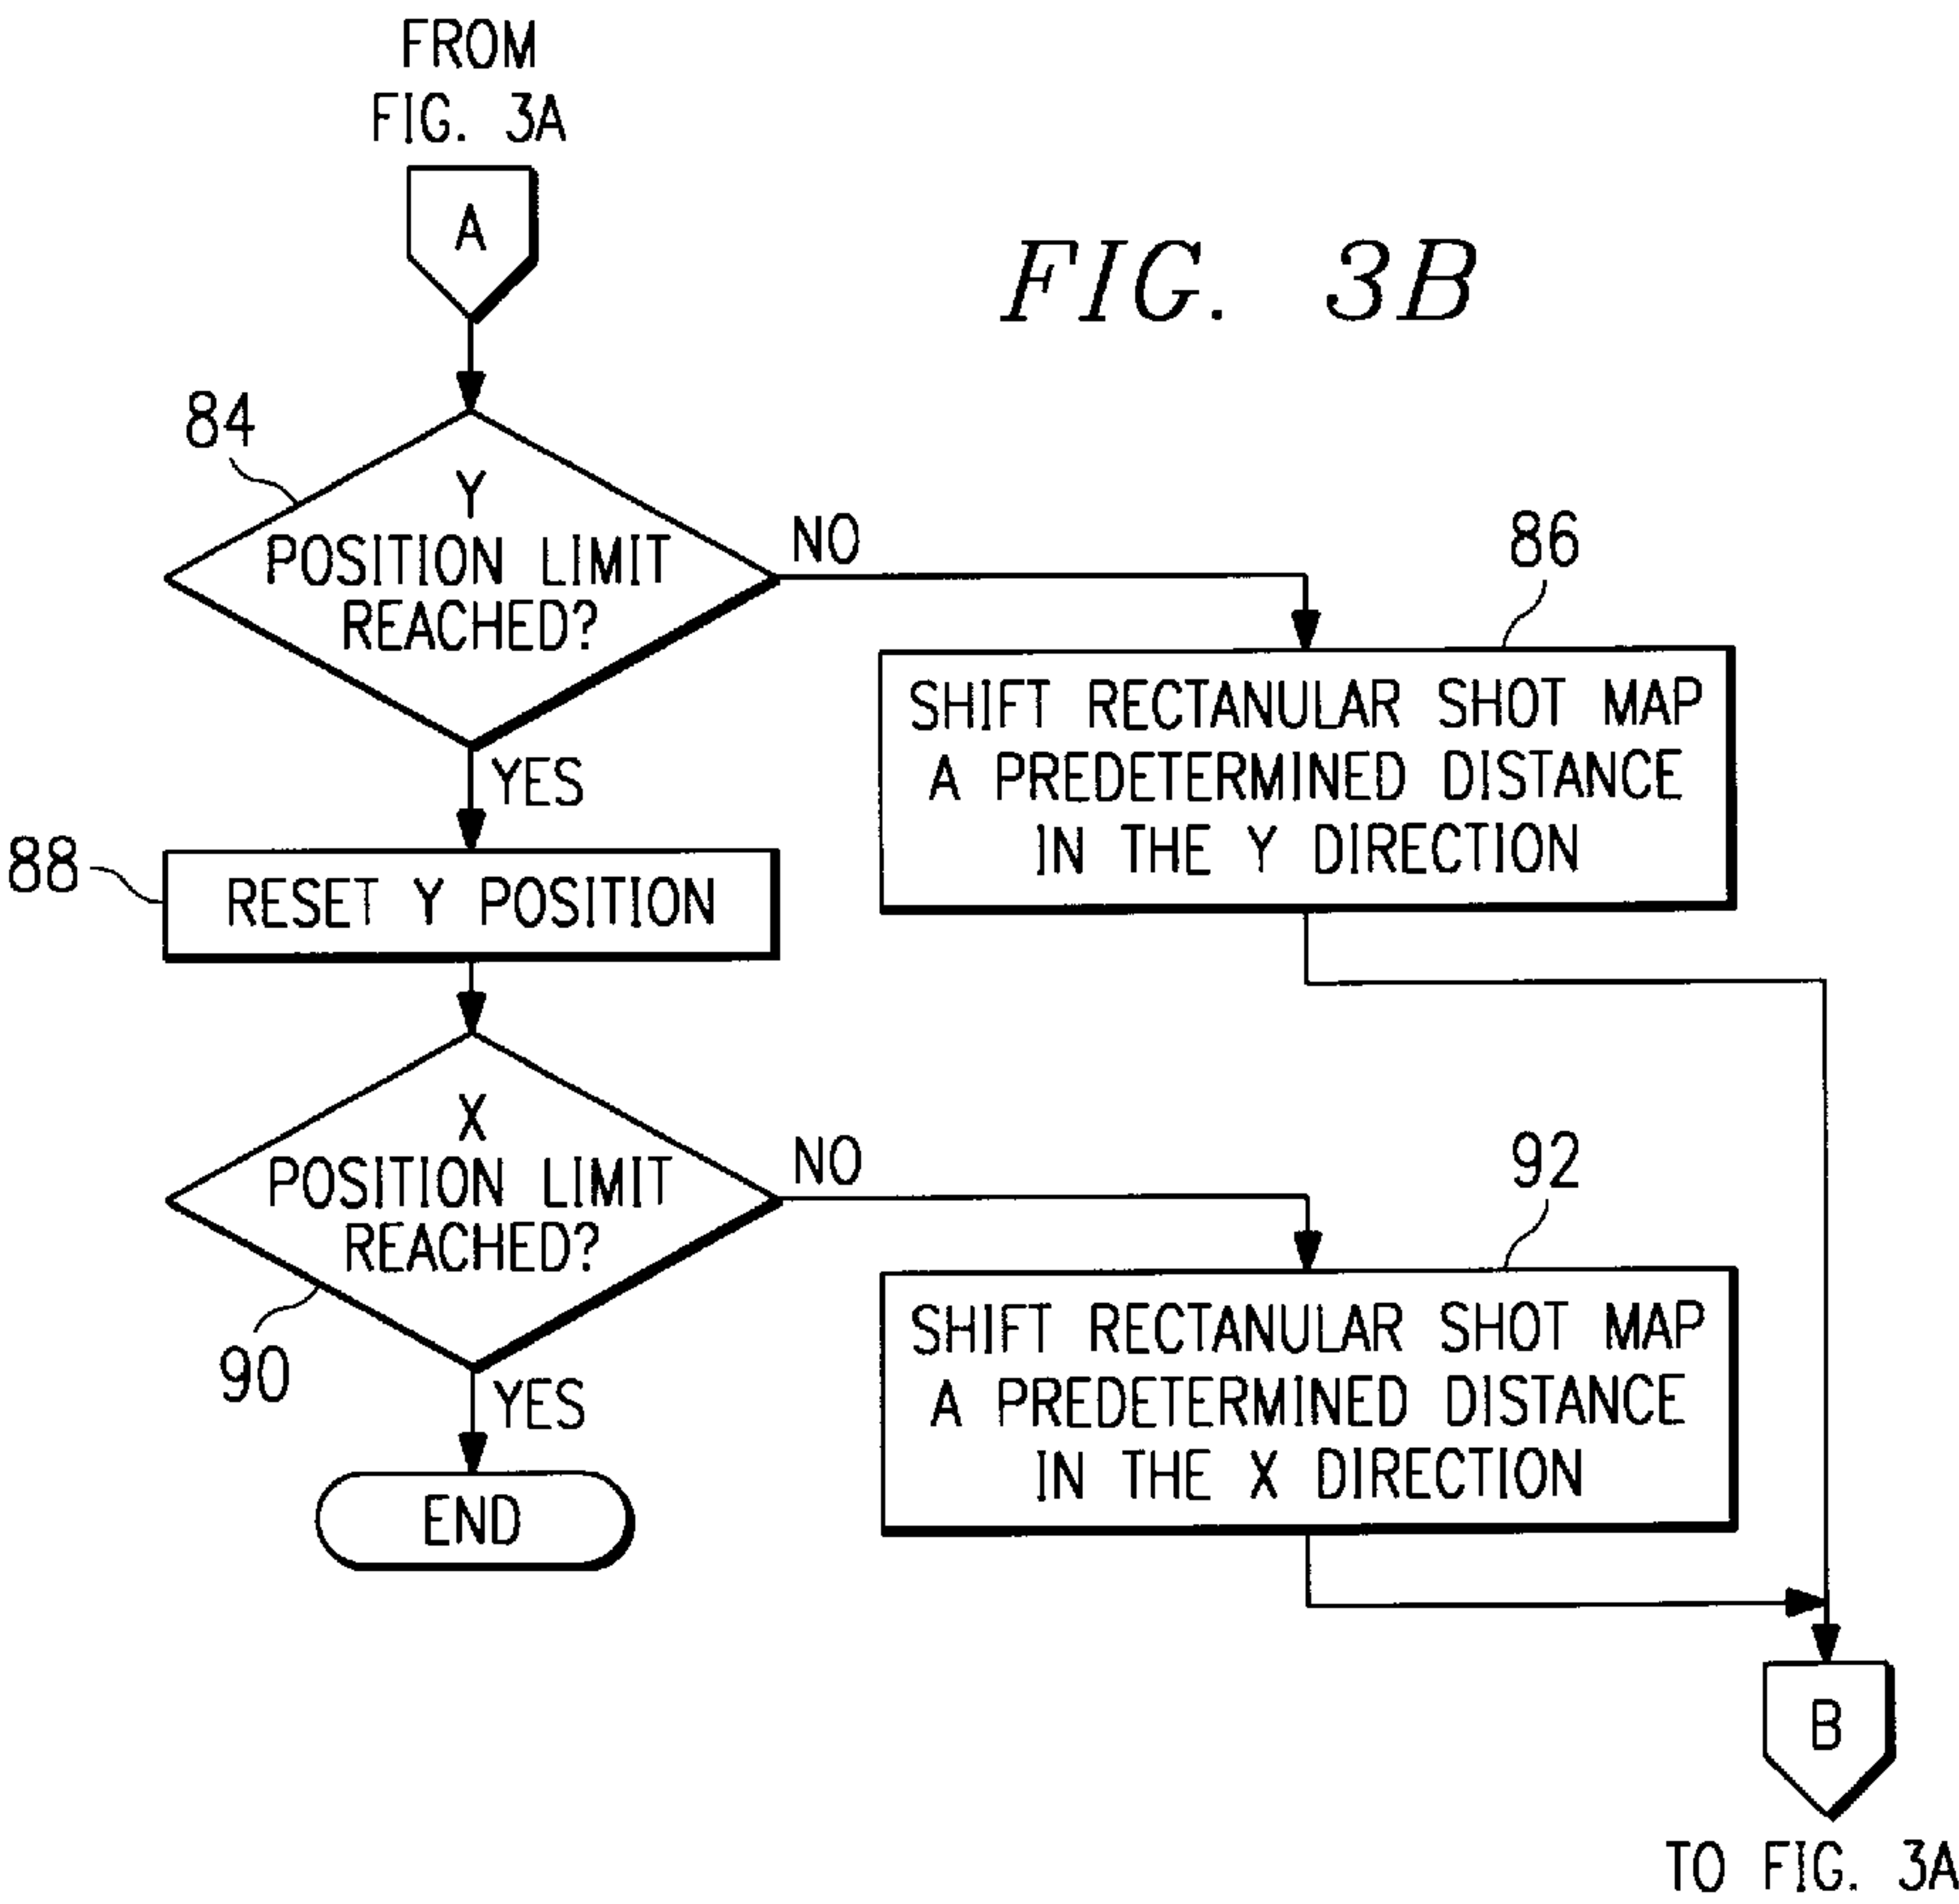 FROM
FIG. 3A
A
FIG. 3B
84
Y
POSITION LIMIT
REACHED?
NO
86
SHIFT RECTANULAR SHOT MAP
A PREDETERMINED DISTANCE
IN THE Y DIRECTION
YES
88
RESET Y POSITION
X
POSITION LIMIT
REACHED?
NO
92
90
SHIFT RECTANULAR SHOT MAP
A PREDETERMINED DISTANCE
IN THE X DIRECTION
YES
END
B
TO FIG. 3A